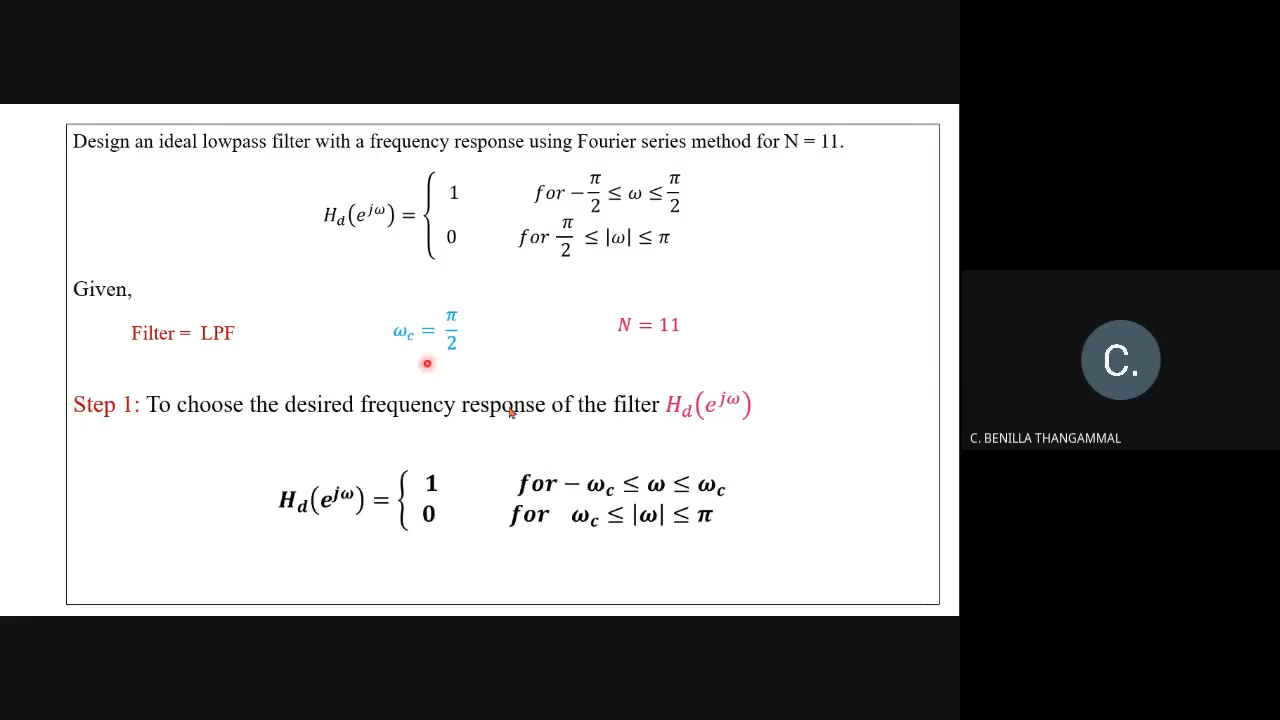 Design an ideal lowpass filter with a frequency response using Fourier series method for N = 11.
H_d(e^{jω}) = { 1 for − π/2 ≤ ω ≤ π/2
0 for π/2 ≤ |ω| ≤ π
Given,
Filter = LPF ω_c = π/2 N = 11
Step 1: To choose the desired frequency response of the filter H_d(e^{jω})
H_d(e^{jω}) = { 1 for − ω_c ≤ ω ≤ ω_c
0 for ω_c ≤ |ω| ≤ π
C.
C. BENILLA THANGAMMAL